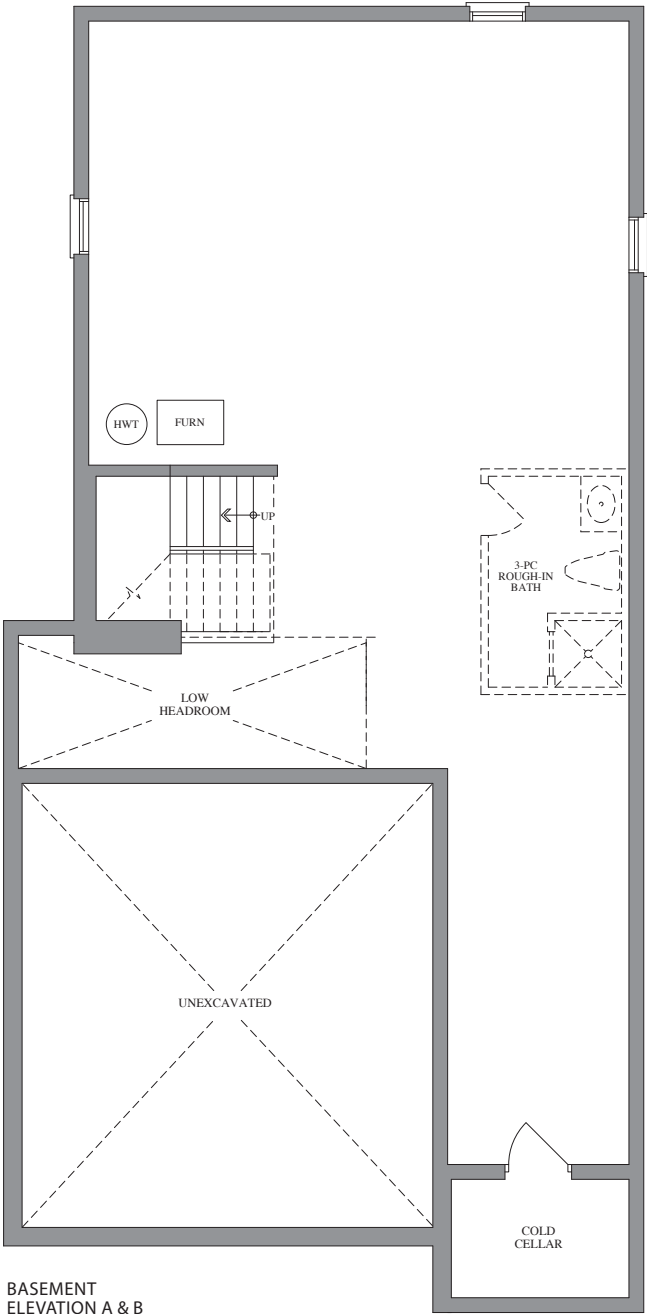 HWT
FURN
UP
3-PC
ROUGH-IN
BATH
LOW
HEADROOM
UNEXCAVATED
COLD
CELLAR
BASEMENT
ELEVATION A & B